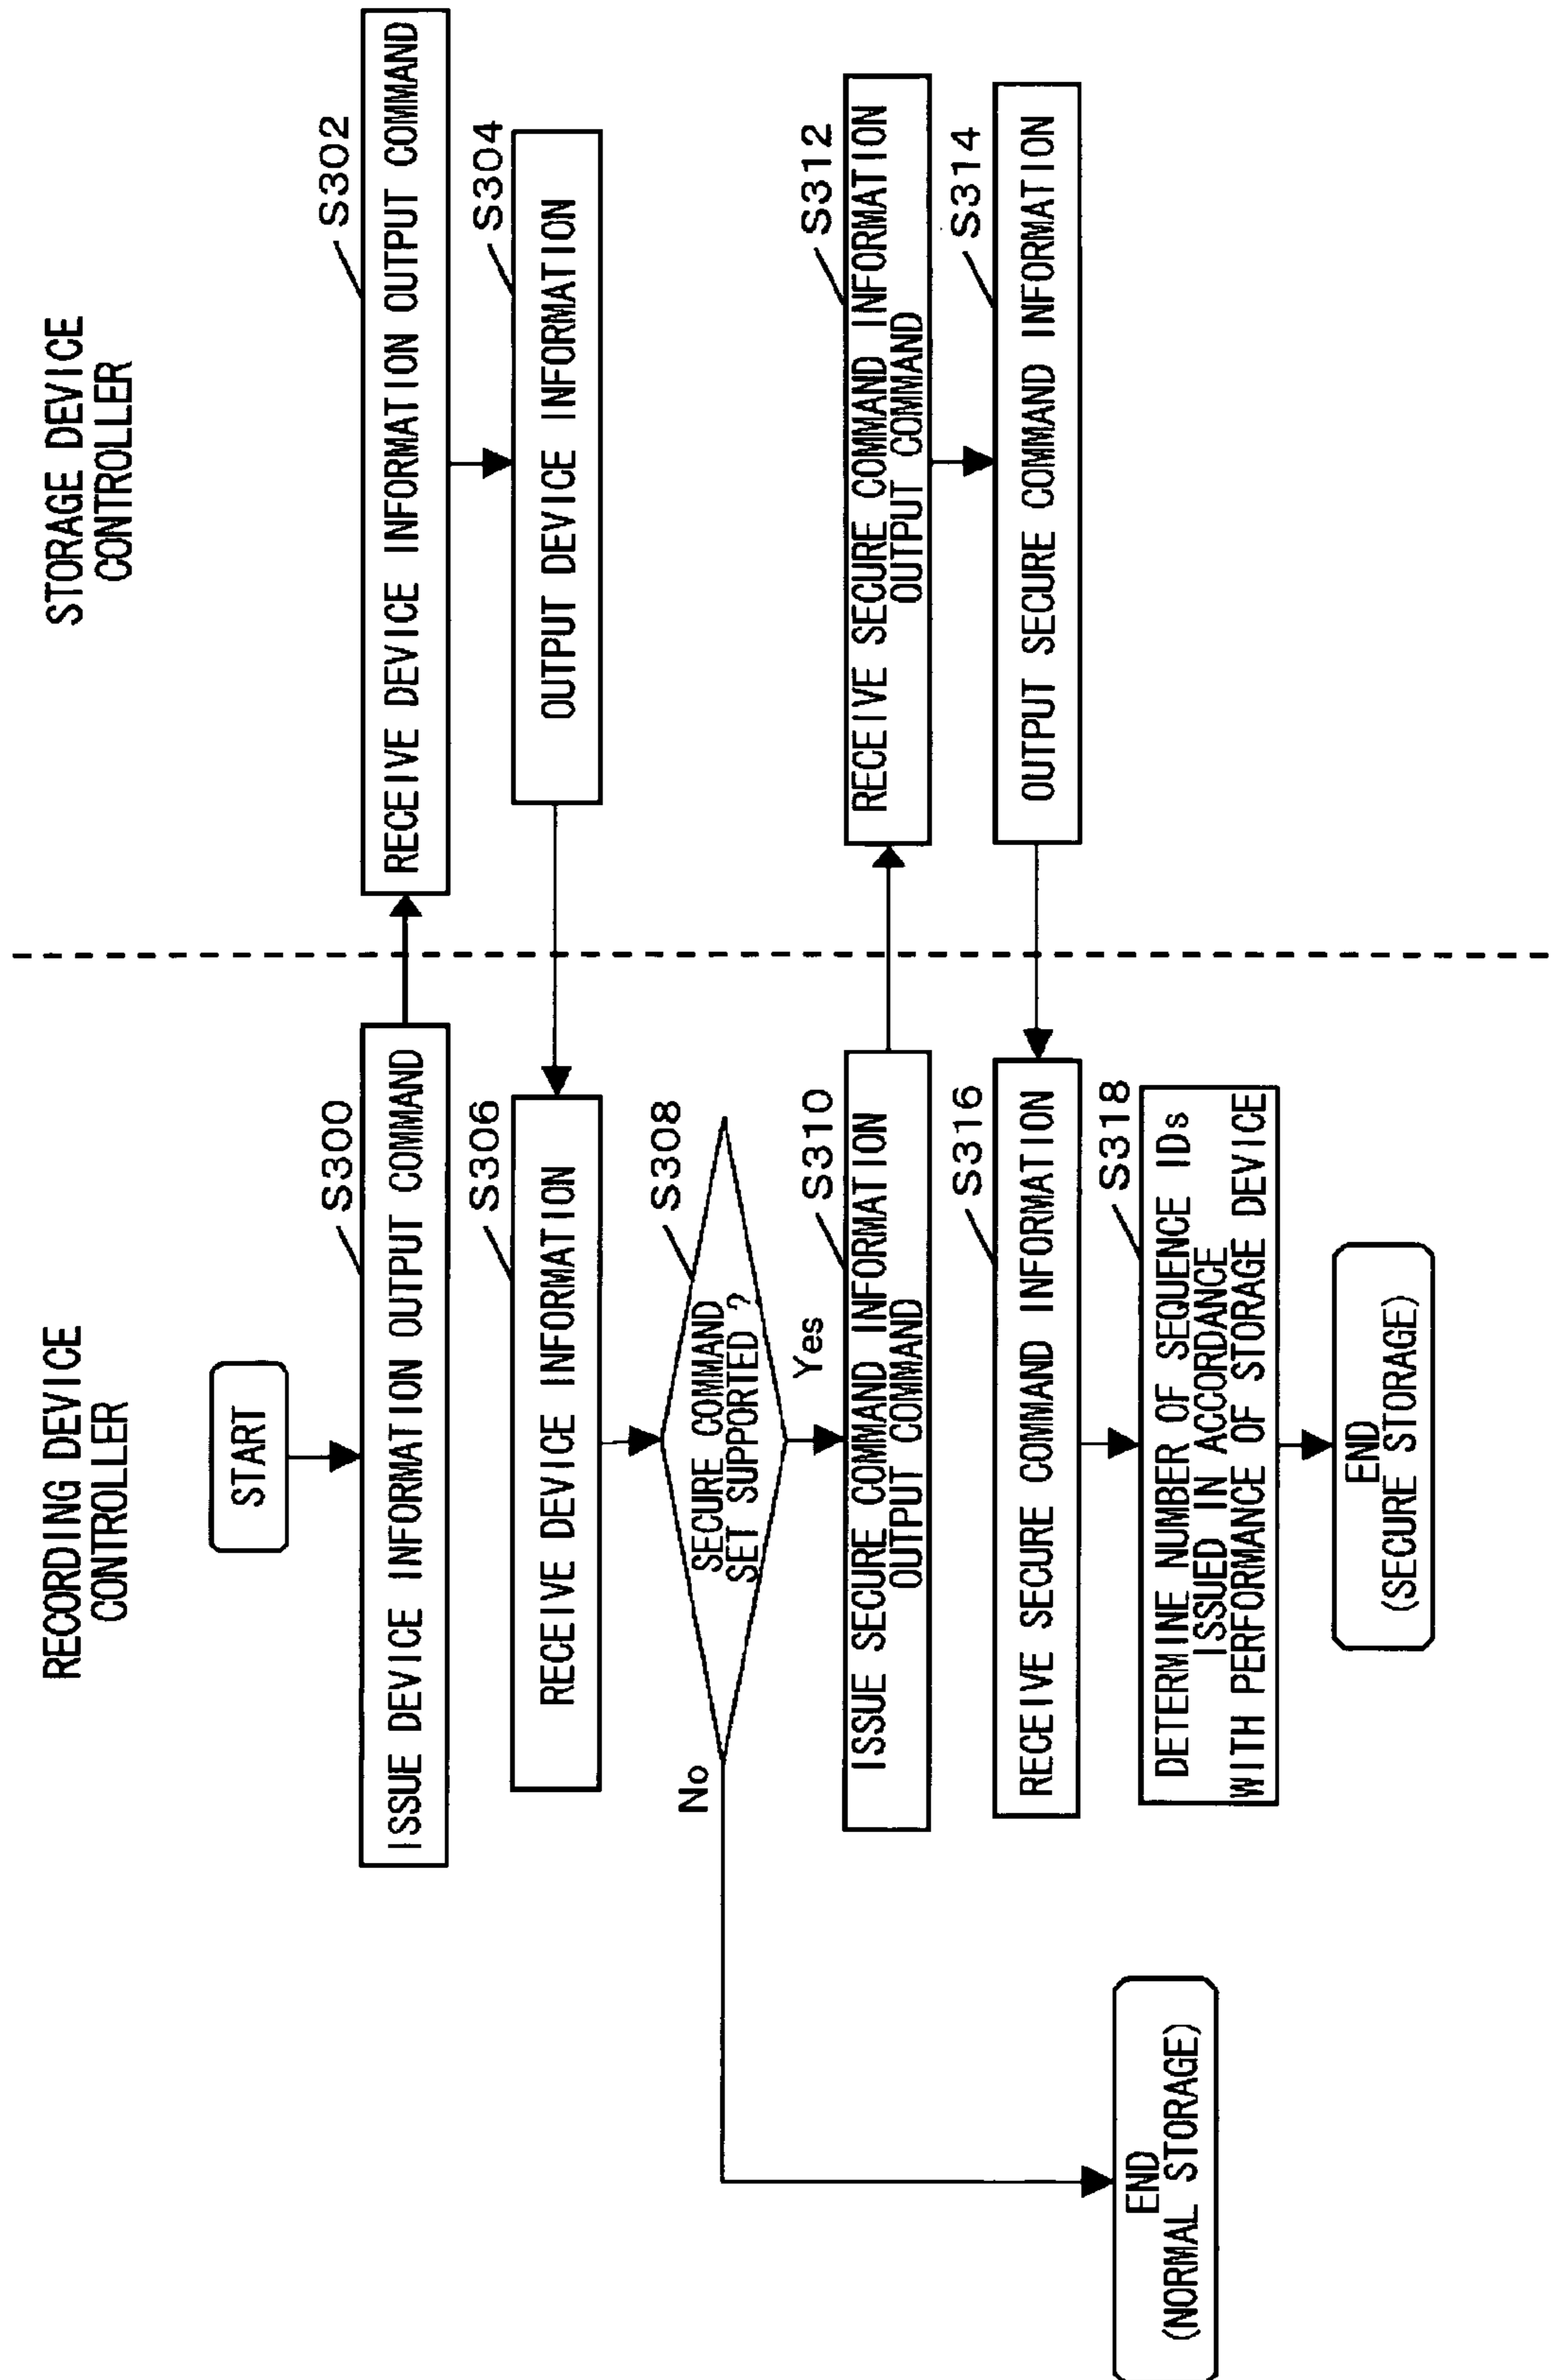 RECORDING DEVICE
CONTROLLER
STORAGE DEVICE
CONTROLLER
START
S300
ISSUE DEVICE INFORMATION OUTPUT COMMAND
S302
RECEIVE DEVICE INFORMATION OUTPUT COMMAND
S304
OUTPUT DEVICE INFORMATION
S306
RECEIVE DEVICE INFORMATION
S308
SECURE COMMAND
SET SUPPORTED ?
No
Yes
S310
ISSUE SECURE COMMAND INFORMATION
OUTPUT COMMAND
S312
RECEIVE SECURE COMMAND INFORMATION
OUTPUT COMMAND
S314
OUTPUT SECURE COMMAND INFORMATION
S316
RECEIVE SECURE COMMAND INFORMATION
S318
DETERMINE NUMBER OF SEQUENCE IDs
ISSUED IN ACCORDANCE
WITH PERFORMANCE OF STORAGE DEVICE
END
(NORMAL STORAGE)
END
(SECURE STORAGE)